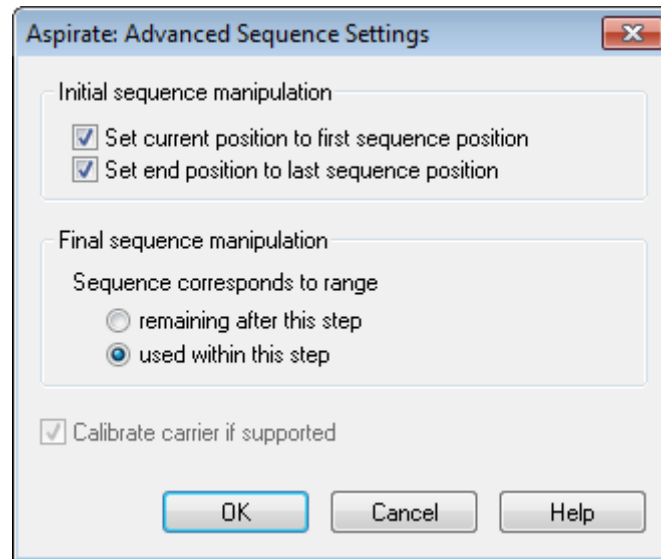 Aspirate: Advanced Sequence Settings
Initial sequence manipulation
Set current position to first sequence position
Set end position to last sequence position
Final sequence manipulation
Sequence corresponds to range
remaining after this step
used within this step
Calibrate carrier if supported
OK Cancel Help